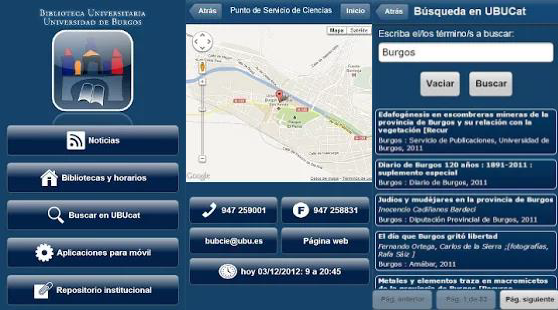 BIBLIOTECA UNIVERSITARIA
UNIVERSIDAD DE BURGOS
Noticias
Bibliotecas y horarios
Buscar en UBUcat
Aplicaciones para móvil
Repositorio institucional
Atrás
Punto de Servicio de Ciencias
Inicio
Mapa
Google
947 259001
947 258831
bubcie@ubu.es
Página web
hoy 03/12/2012: 9 a 20:45
Atrás
Búsqueda en UBUCat
Escriba el/los término/s a buscar:
Burgos
Vaciar
Buscar
Edafogénesis en escombreras mineras de la
provincia de Burgos y su relación con la
vegetación [Recur
Burgos : Servicio de Publicaciones, Universidad de
Burgos, 2011
Diario de Burgos 120 años : 1891-2011 :
suplemento especial
Burgos : Diario de Burgos, 2011
Judíos y mudéjares en la provincia de Burgos
Inocencio Cadiñanos Bardeci
Burgos : Diputación Provincial de Burgos, 2011
El día que Burgos gritó libertad
Fernando Ortega, Carlos de la Sierra ;[fotografías,
Rafa Sáiz ]
Burgos : Amábar, 2011
Metales y elementos traza en macromicetos
de la provincia de Burgos [Recurso
Pág. anterior
Pág. 1 de 83
Pág. siguiente